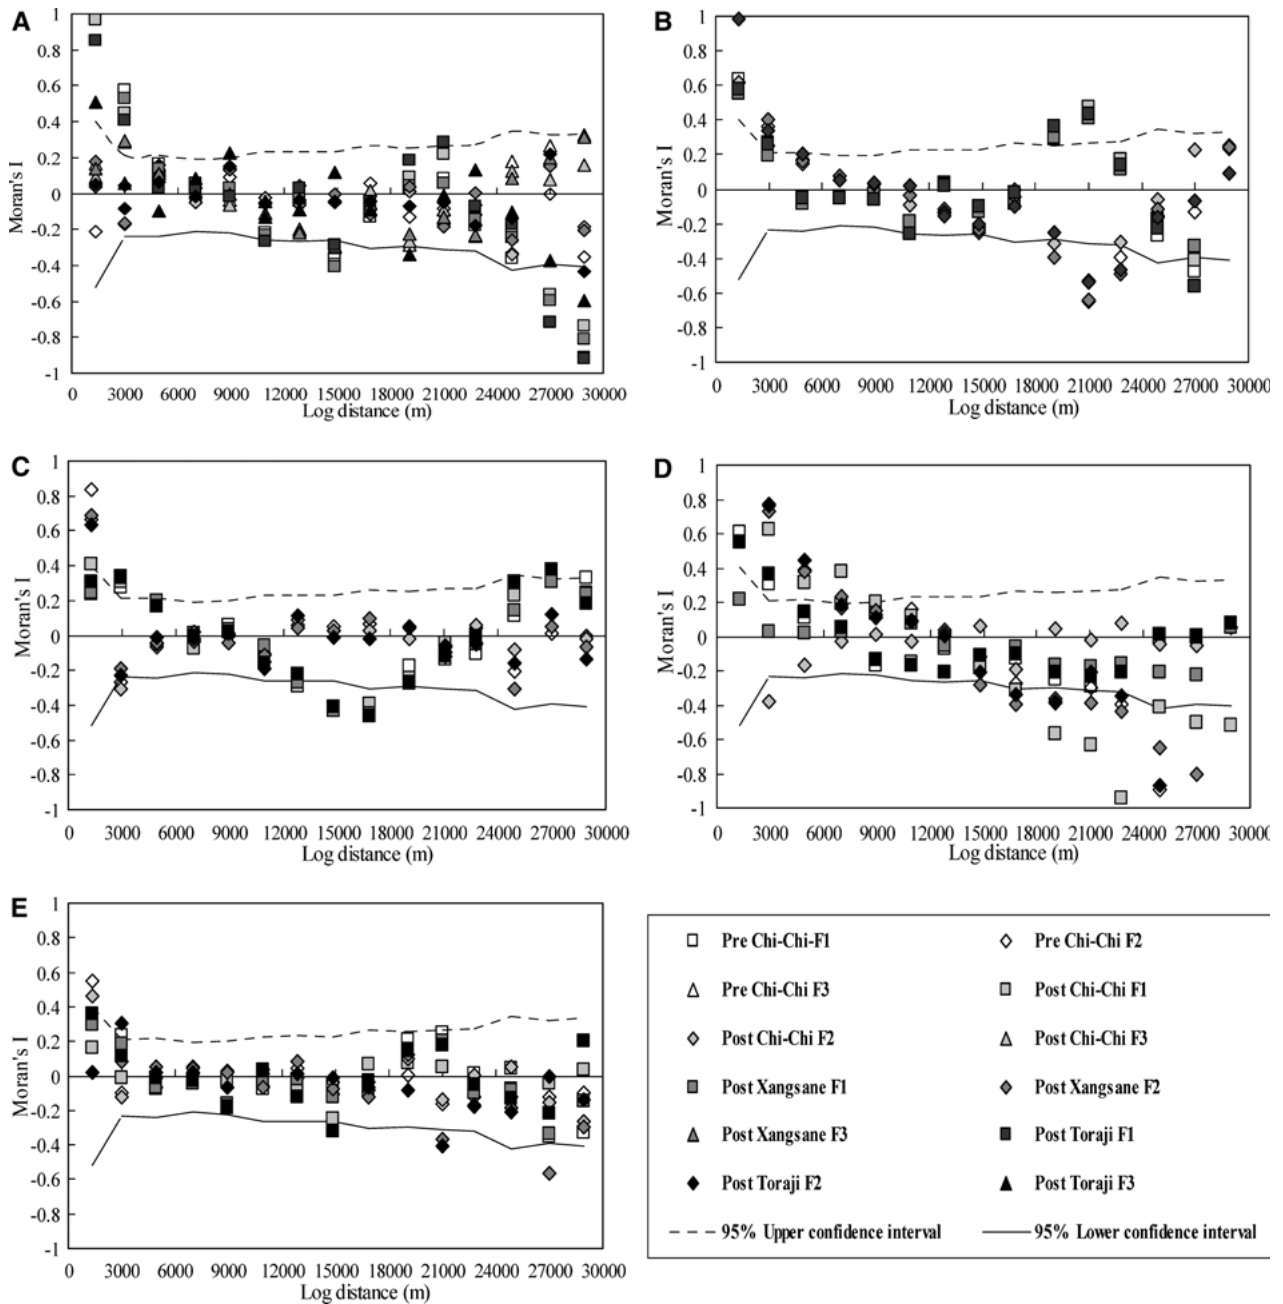 A
1
0.8
0.6
0.4
0.2
0
-0.2
-0.4
-0.6
-0.8
-1
Moran's I
0 3000 6000 9000 12000 15000 18000 21000 24000 27000 30000
Log distance (m)
B
1
0.8
0.6
0.4
0.2
0
-0.2
-0.4
-0.6
-0.8
-1
Moran's I
0 3000 6000 9000 12000 15000 18000 21000 24000 27000 30000
Log distance (m)
C
1
0.8
0.6
0.4
0.2
0
-0.2
-0.4
-0.6
-0.8
-1
Moran's I
0 3000 6000 9000 12000 15000 18000 21000 24000 27000 30000
Log distance (m)
D
1
0.8
0.6
0.4
0.2
0
-0.2
-0.4
-0.6
-0.8
-1
Moran's I
0 3000 6000 9000 12000 15000 18000 21000 24000 27000 30000
Log distance (m)
E
1
0.8
0.6
0.4
0.2
0
-0.2
-0.4
-0.6
-0.8
-1
Moran's I
0 3000 6000 9000 12000 15000 18000 21000 24000 27000 30000
Log distance (m)
Pre Chi-Chi-F1 Pre Chi-Chi F2
Pre Chi-Chi F3 Post Chi-Chi F1
Post Chi-Chi F2 Post Chi-Chi F3
Post Xangsane F1 Post Xangsane F2
Post Xangsane F3 Post Toraji F1
Post Toraji F2 Post Toraji F3
95% Upper confidence interval 95% Lower confidence interval